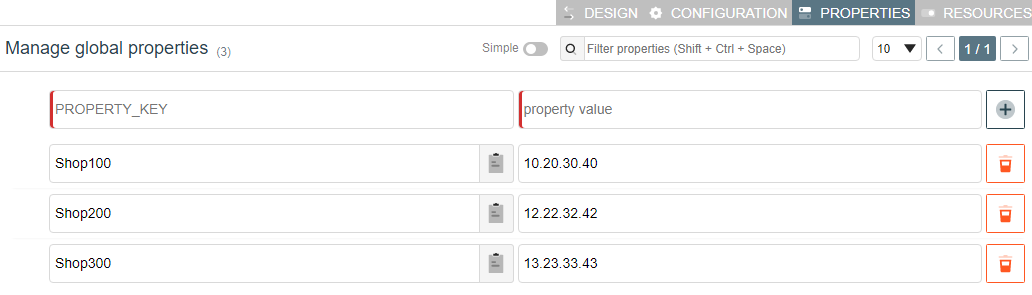 DESIGN CONFIGURATION PROPERTIES RESOURCES
Manage global properties (3) Simple Filter properties (Shift + Ctrl + Space) 10 1 / 1
PROPERTY_KEY property value
Shop100 10.20.30.40
Shop200 12.22.32.42
Shop300 13.23.33.43